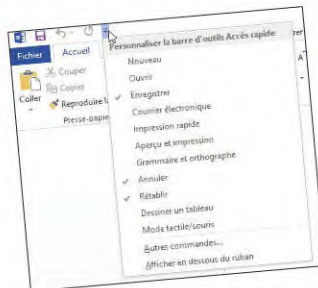 Personnaliser la barre d'outils Accès rapide
Fichier
Accueil
Nouveau
Couper
Ouvrir
Copier
Enregistrer
Coller
Reproduire la
Courrier électronique
Presse-papie
Impression rapide
Aperçu et impression
Grammaire et orthographe
Annuler
Rétablir
Dessiner un tableau
Mode tactile/souris
Autres commandes...
Afficher en dessous du ruban